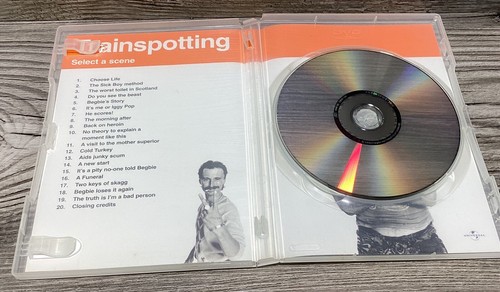 Trainspotting
Select a scene
1. Choose Life
2. The Sick Boy method
3. The worst toilet in Scotland
4. Do you see the beast
5. Begbie's Story
6. It's me or Iggy Pop
7. He scores!
8. The morning after
9. Back on heroin
10. No theory to explain a
moment like this
11. A visit to the mother superior
12. Cold Turkey
13. Aids junky scum
14. A new start
15. It's a pity no-one told Begbie
16. A Funeral
17. Two keys of skagg
18. Begbie loses it again
19. The truth is I'm a bad person
20. Closing credits
UNIVERSAL